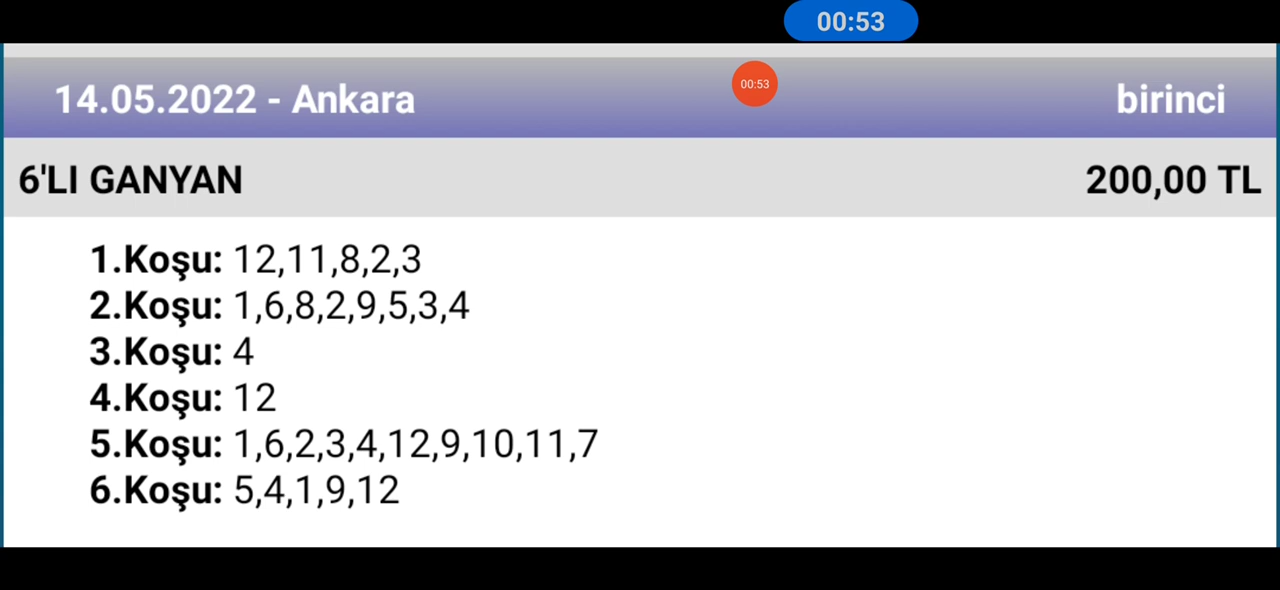 00:53
00:53
14.05.2022 - Ankara birinci
6'LI GANYAN 200,00 TL
1.Koşu: 12,11,8,2,3
2.Koşu: 1,6,8,2,9,5,3,4
3.Koşu: 4
4.Koşu: 12
5.Koşu: 1,6,2,3,4,12,9,10,11,7
6.Koşu: 5,4,1,9,12